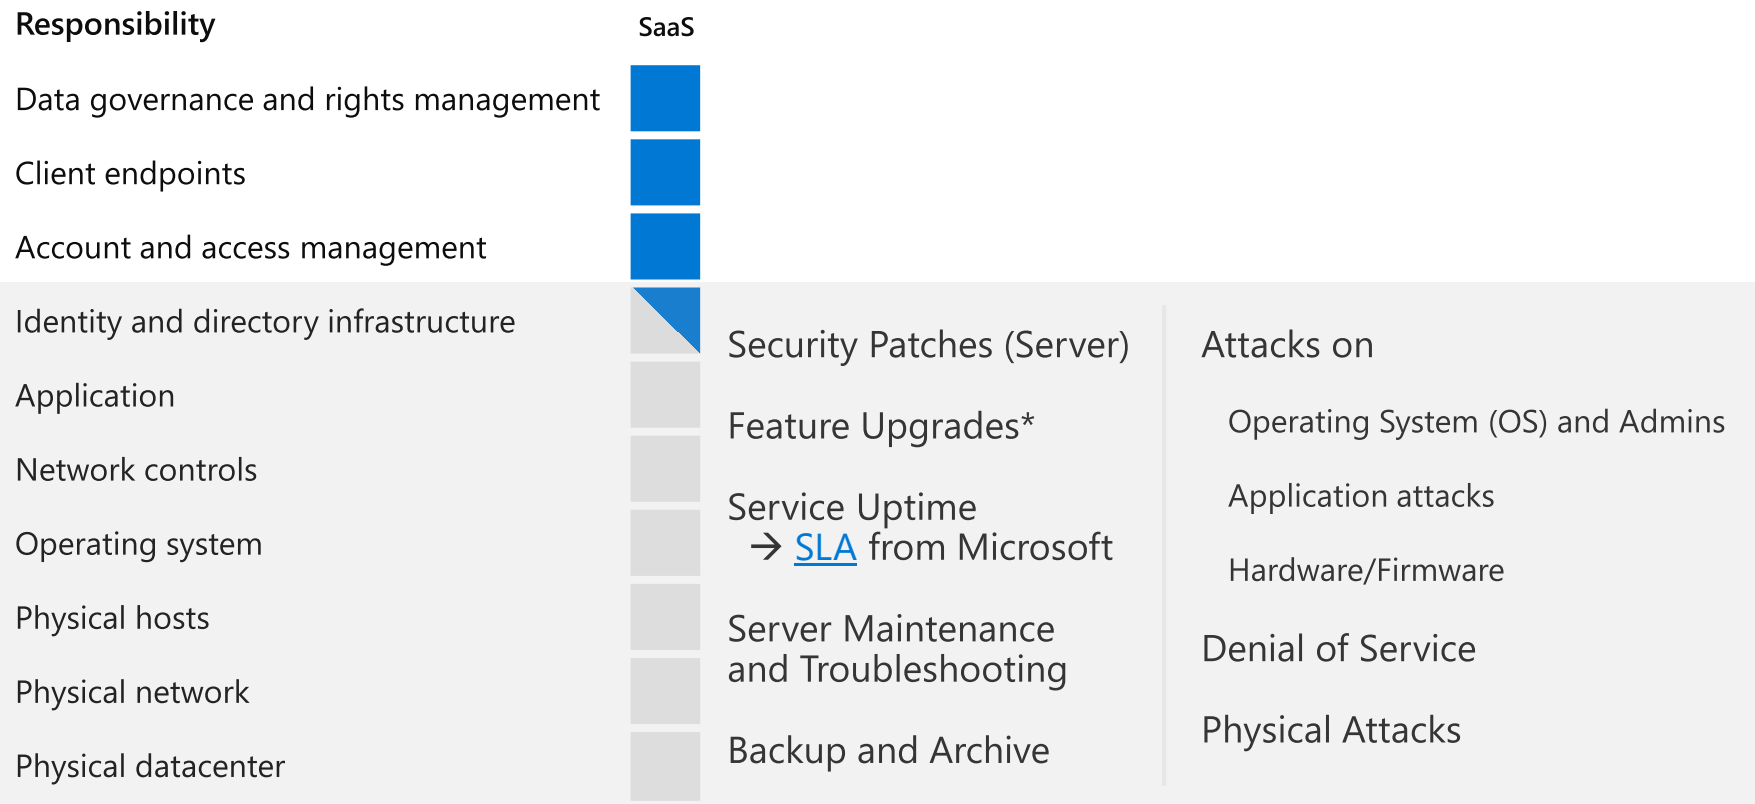 Responsibility
SaaS
Data governance and rights management
Client endpoints
Account and access management
Identity and directory infrastructure
Application
Network controls
Operating system
Physical hosts
Physical network
Physical datacenter
Security Patches (Server)
Feature Upgrades*
Service Uptime
→ SLA from Microsoft
Server Maintenance
and Troubleshooting
Backup and Archive
Attacks on
Operating System (OS) and Admins
Application attacks
Hardware/Firmware
Denial of Service
Physical Attacks